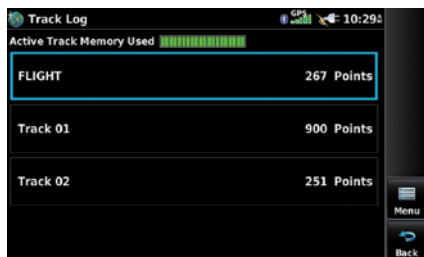 Track Log GPS 10:29
Active Track Memory Used
FLIGHT 267 Points
Track 01 900 Points
Track 02 251 Points
Menu
Back